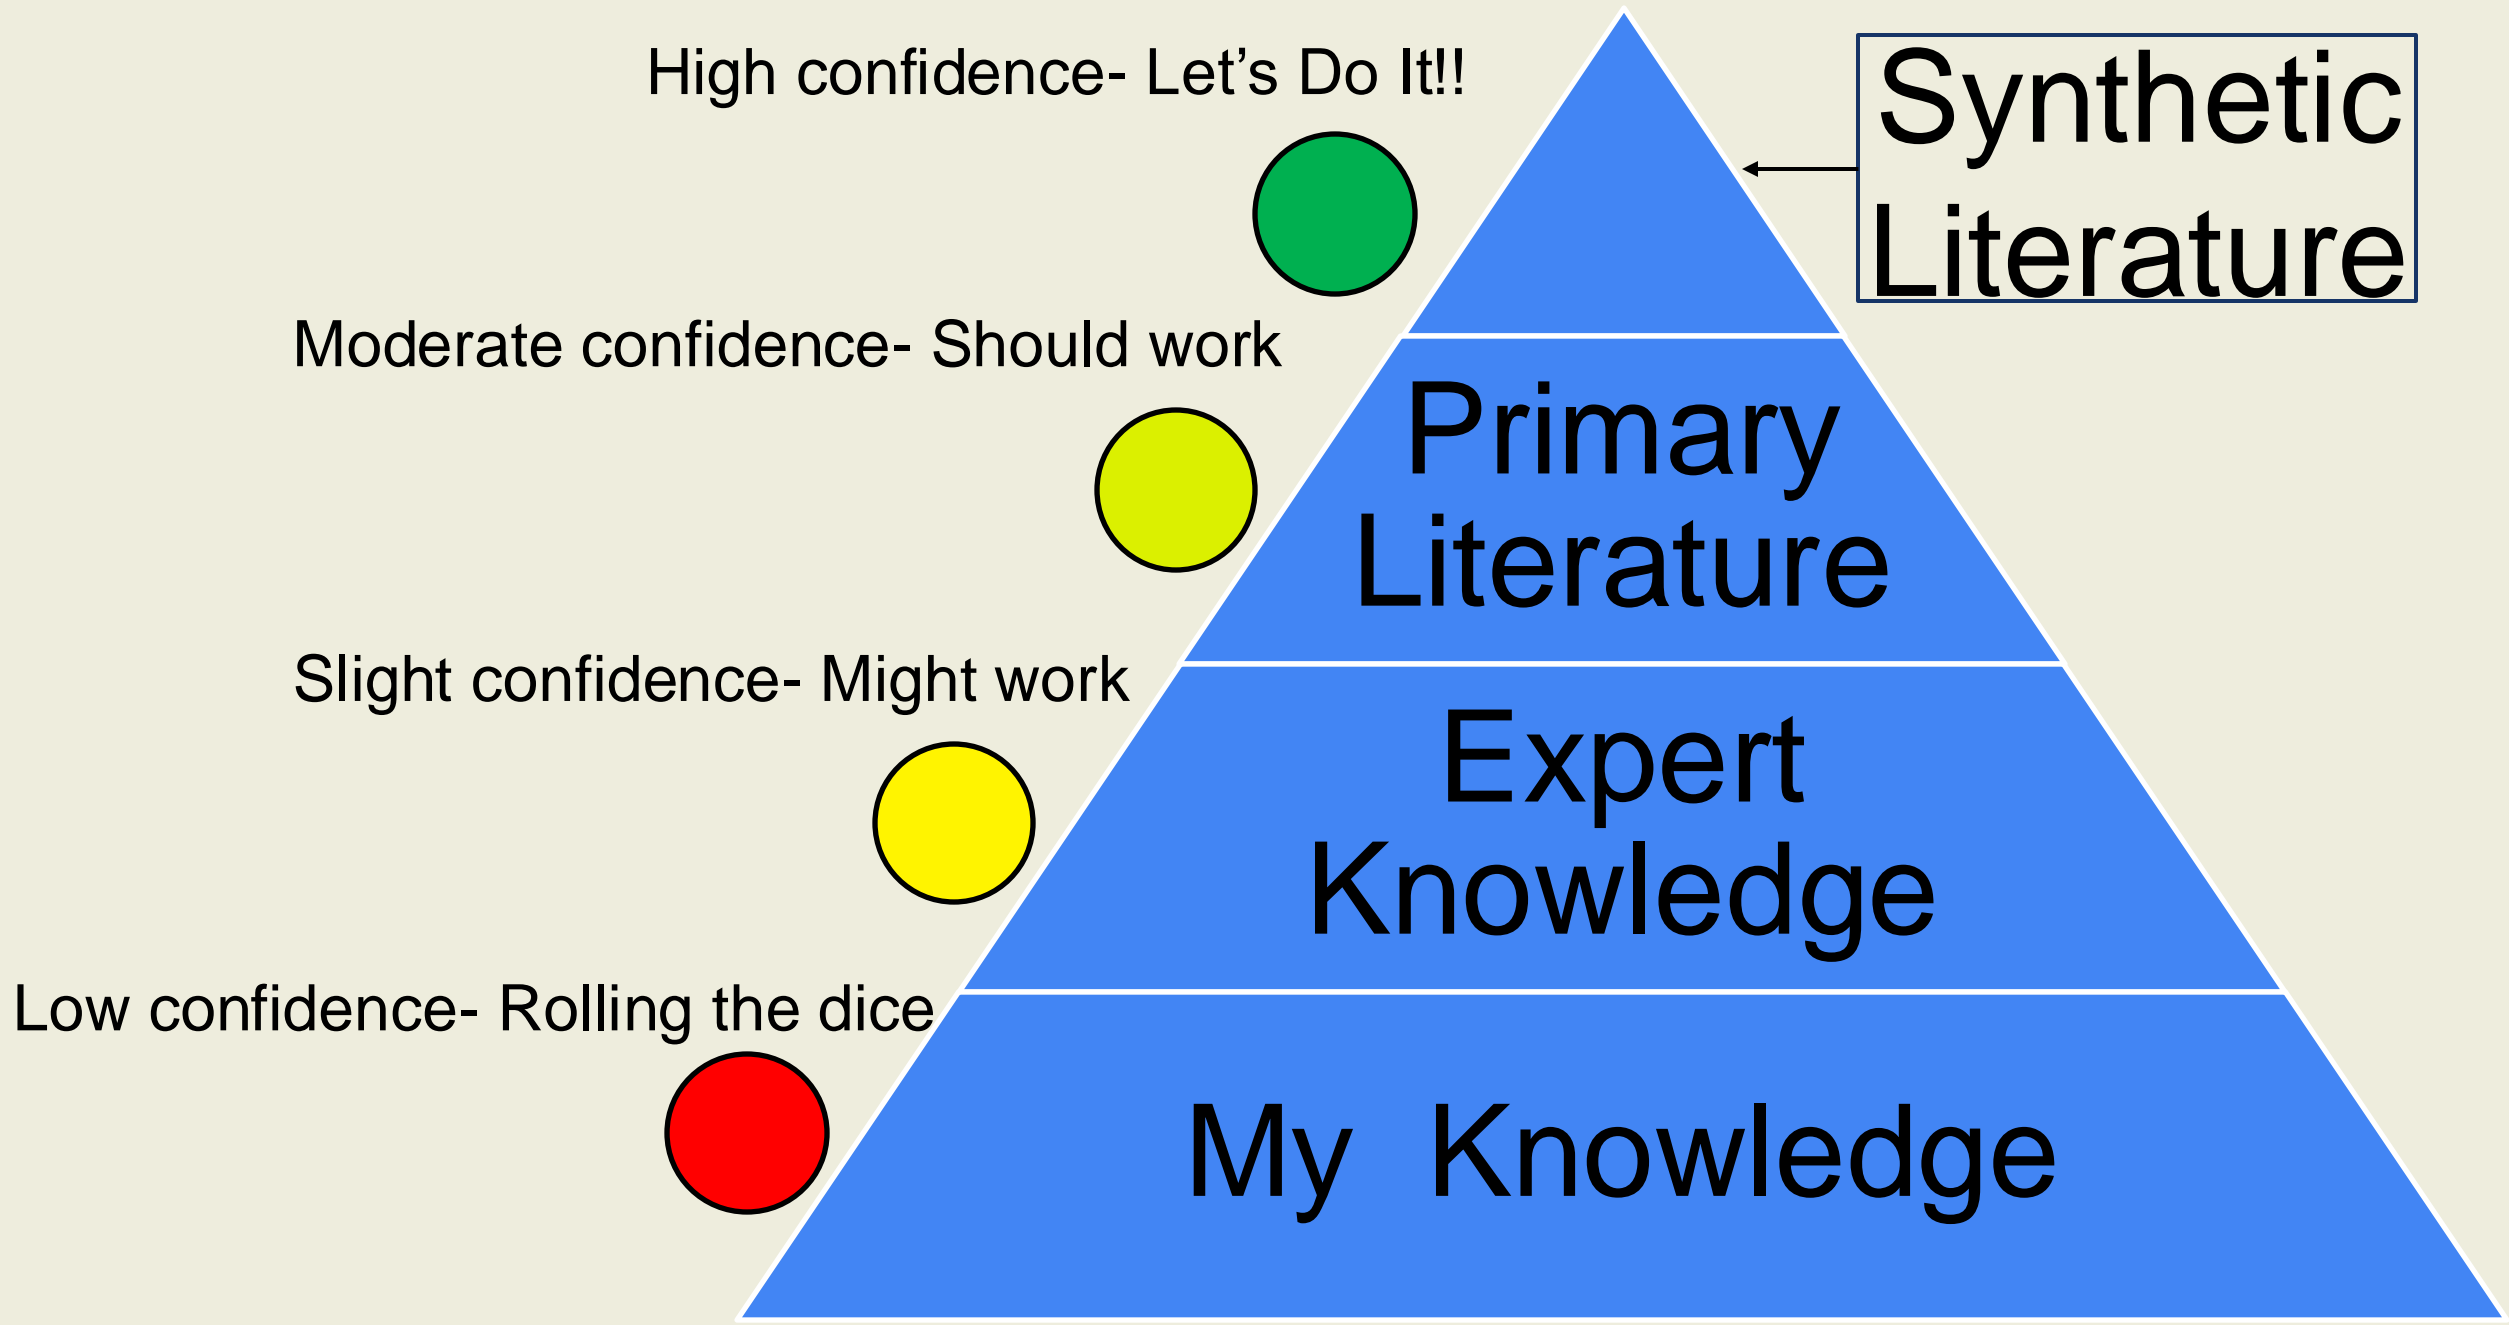 High confidence- Let’s Do It!!
Synthetic
Literature
Moderate confidence- Should work
Primary
Literature
Slight confidence- Might work
Expert
Knowledge
Low confidence- Rolling the dice
My Knowledge